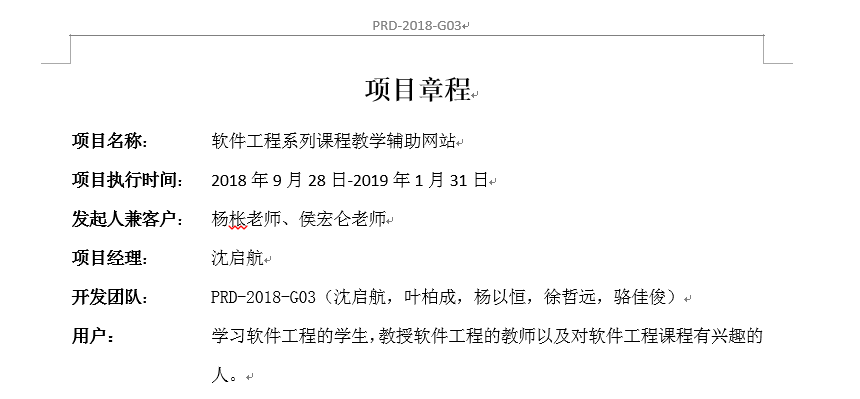 PRD-2018-G03
项目章程
项目名称： 软件工程系列课程教学辅助网站
项目执行时间： 2018 年 9 月 28 日-2019 年 1 月 31 日
发起人兼客户： 杨枨老师、侯宏仑老师
项目经理： 沈启航
开发团队： PRD-2018-G03（沈启航，叶柏成，杨以恒，徐哲远，骆佳俊）
用户： 学习软件工程的学生，教授软件工程的教师以及对软件工程课程有兴趣的
人。